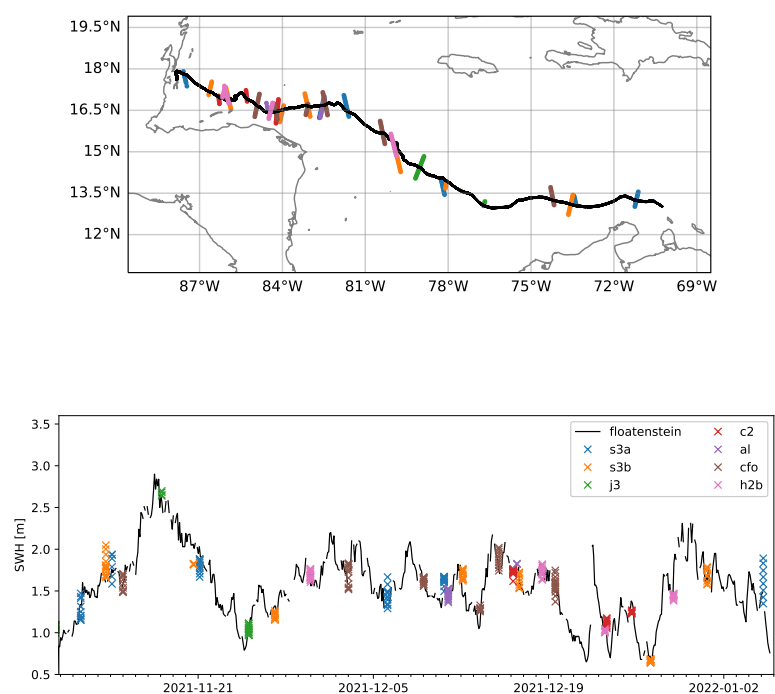 19.5°N
18°N
16.5°N
15°N
13.5°N
12°N
87°W 84°W 81°W 78°W 75°W 72°W 69°W
3.5
3.0
2.5
2.0
1.5
1.0
0.5
SWH [m]
floatenstein
s3a
s3b
j3
c2
al
cfo
h2b
2021-11-21 2021-12-05 2021-12-19 2022-01-02